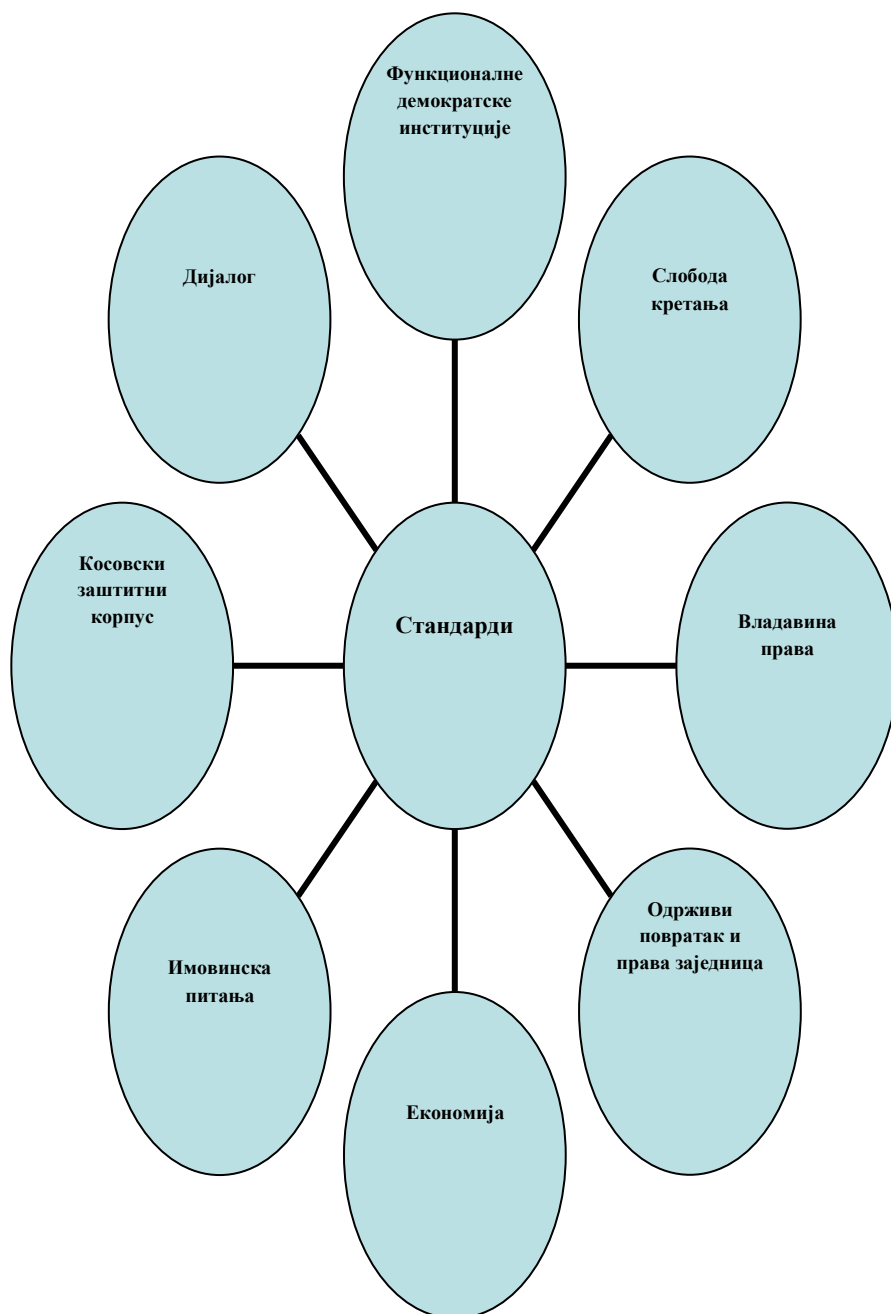 Функционалне
демократске
институције
Дијалог
Слобода
кретања
Косовски
заштитни
корпус
Стандарди
Владавина
права
Одрживи
повратак и
права заједница
Имовинска
питања
Економија